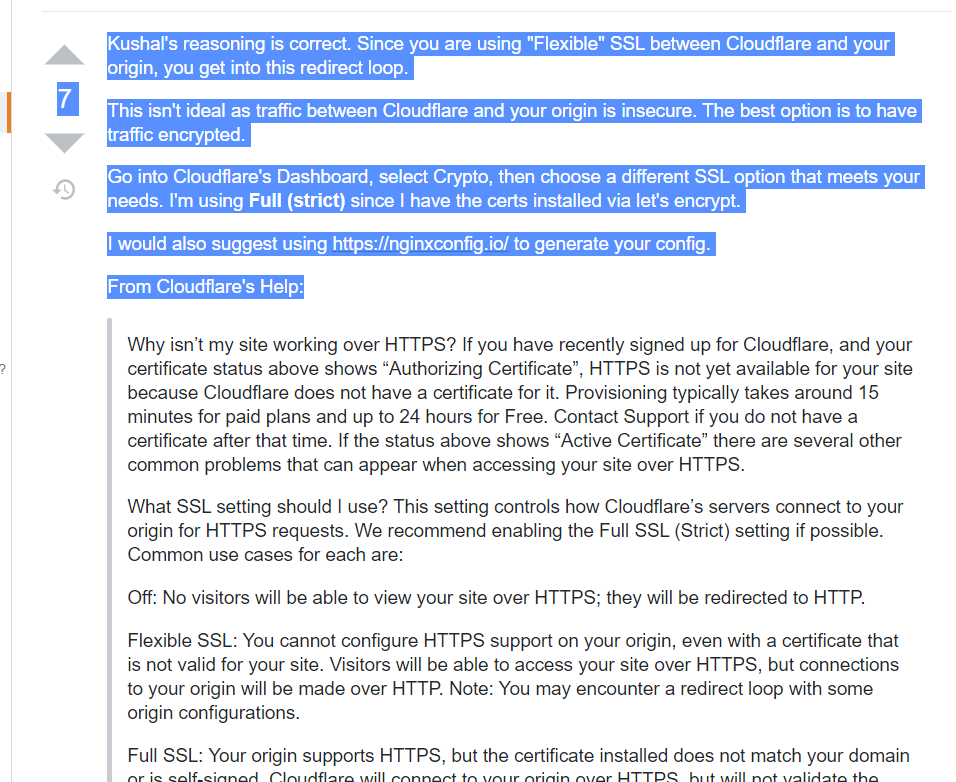 Kushal's reasoning is correct. Since you are using "Flexible" SSL between Cloudflare and your
origin, you get into this redirect loop.
7
This isn't ideal as traffic between Cloudflare and your origin is insecure. The best option is to have
traffic encrypted.
Go into Cloudflare's Dashboard, select Crypto, then choose a different SSL option that meets your
needs. I'm using Full (strict) since I have the certs installed via let's encrypt.
I would also suggest using https://nginxconfig.io/ to generate your config.
From Cloudflare's Help:
?
Why isn’t my site working over HTTPS? If you have recently signed up for Cloudflare, and your
certificate status above shows “Authorizing Certificate”, HTTPS is not yet available for your site
because Cloudflare does not have a certificate for it. Provisioning typically takes around 15
minutes for paid plans and up to 24 hours for Free. Contact Support if you do not have a
certificate after that time. If the status above shows “Active Certificate” there are several other
common problems that can appear when accessing your site over HTTPS.
What SSL setting should I use? This setting controls how Cloudflare’s servers connect to your
origin for HTTPS requests. We recommend enabling the Full SSL (Strict) setting if possible.
Common use cases for each are:
Off: No visitors will be able to view your site over HTTPS; they will be redirected to HTTP.
Flexible SSL: You cannot configure HTTPS support on your origin, even with a certificate that
is not valid for your site. Visitors will be able to access your site over HTTPS, but connections
to your origin will be made over HTTP. Note: You may encounter a redirect loop with some
origin configurations.
Full SSL: Your origin supports HTTPS, but the certificate installed does not match your domain
or is self-signed. Cloudflare will connect to your origin over HTTPS, but will not validate the